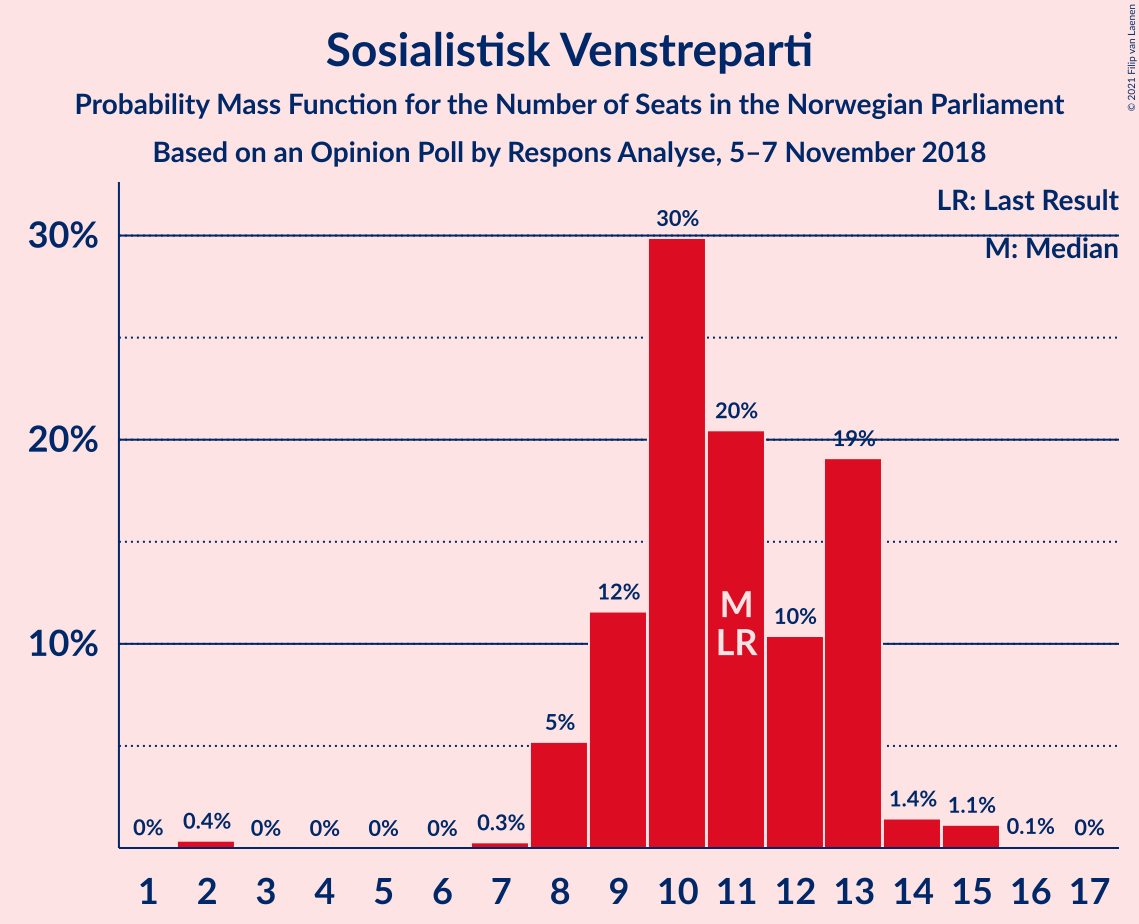 Sosialistisk Venstreparti
Probability Mass Function for the Number of Seats in the Norwegian Parliament
Based on an Opinion Poll by Respons Analyse, 5–7 November 2018
© 2021 Filip van Laenen
LR: Last Result
M: Median
30%
20%
10%
0%
0.4%
0%
0%
0%
0%
0.3%
5%
12%
30%
20%
10%
19%
1.4%
1.1%
0.1%
0%
M
LR
1 2 3 4 5 6 7 8 9 10 11 12 13 14 15 16 17